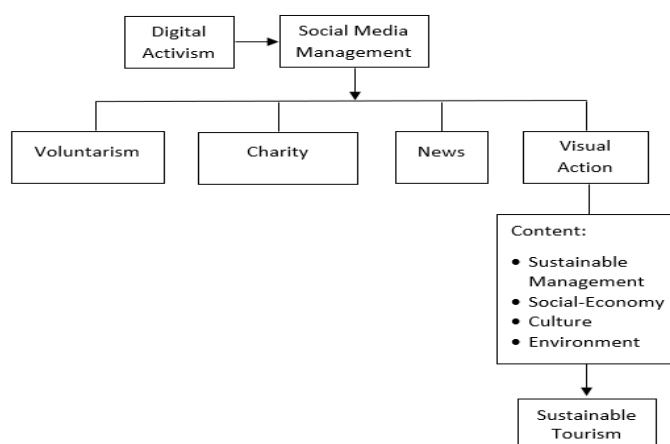 Digital
Activism
Social Media
Management
Voluntarism
Charity
News
Visual
Action
Content:
• Sustainable
Management
• Social-Economy
• Culture
• Environment
Sustainable
Tourism